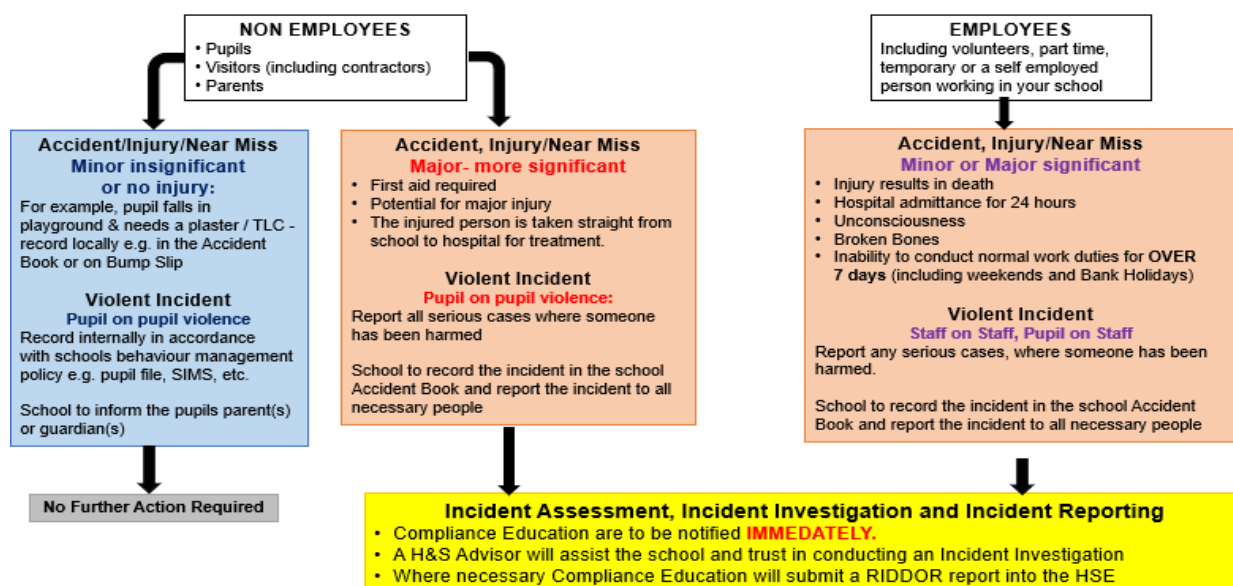 NON EMPLOYEES
• Pupils
• Visitors (including contractors)
• Parents
EMPLOYEES
Including volunteers, part time,
temporary or a self employed
person working in your school
Accident/Injury/Near Miss
Minor insignificant
or no injury:
For example, pupil falls in
playground & needs a plaster / TLC -
record locally e.g. in the Accident
Book or on Bump Slip
Violent Incident
Pupil on pupil violence
Record internally in accordance
with schools behaviour management
policy e.g. pupil file, SIMS, etc.
School to inform the pupils parent(s)
or guardian(s)
No Further Action Required
Accident, Injury/Near Miss
Major- more significant
• First aid required
• Potential for major injury
• The injured person is taken straight from
school to hospital for treatment.
Violent Incident
Pupil on pupil violence:
Report all serious cases where someone
has been harmed
School to record the incident in the school
Accident Book and report the incident to all
necessary people
Accident, Injury/Near Miss
Minor or Major significant
• Injury results in death
• Hospital admittance for 24 hours
• Unconsciousness
• Broken Bones
• Inability to conduct normal work duties for OVER
7 days (including weekends and Bank Holidays)
Violent Incident
Staff on Staff, Pupil on Staff
Report any serious cases, where someone has been
harmed.
School to record the incident in the school Accident
Book and report the incident to all necessary people
Incident Assessment, Incident Investigation and Incident Reporting
• Compliance Education are to be notified IMMEDIATELY.
• A H&S Advisor will assist the school and trust in conducting an Incident Investigation
• Where necessary Compliance Education will submit a RIDDOR report into the HSE